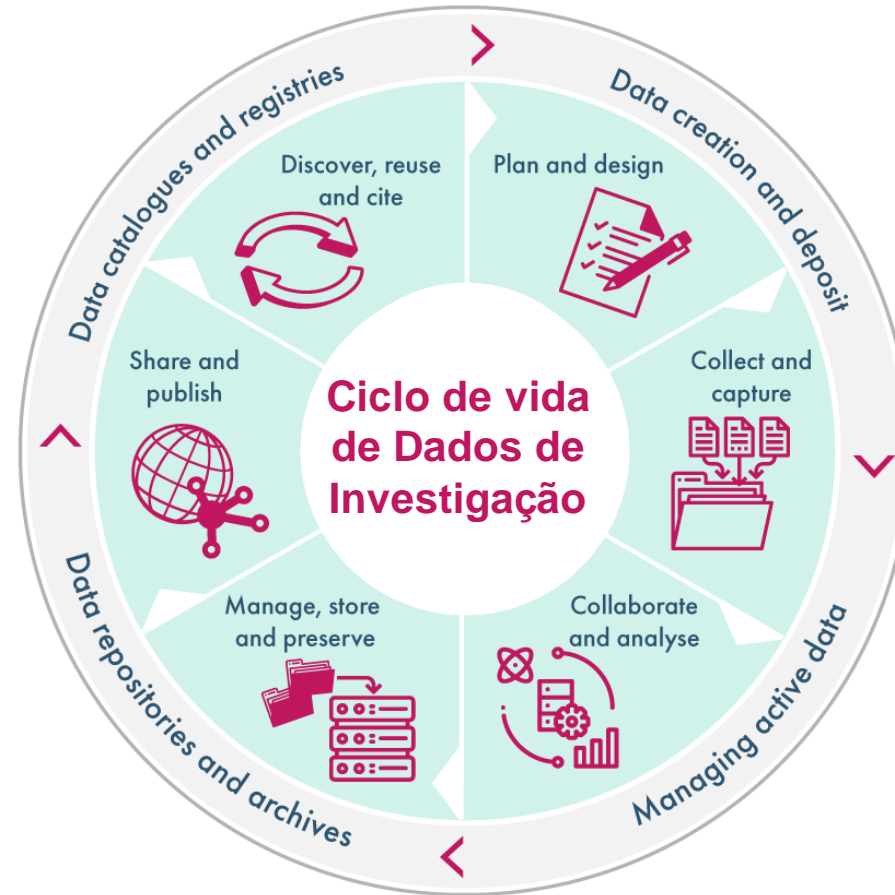 Data creation and deposit
Managing active data
Data repositories and archives
Data catalogues and registries
Plan and design
Collect and
capture
Collaborate
and analyse
Manage, store
and preserve
Share and
publish
Discover, reuse
and cite
Ciclo de vida
de Dados de
Investigação